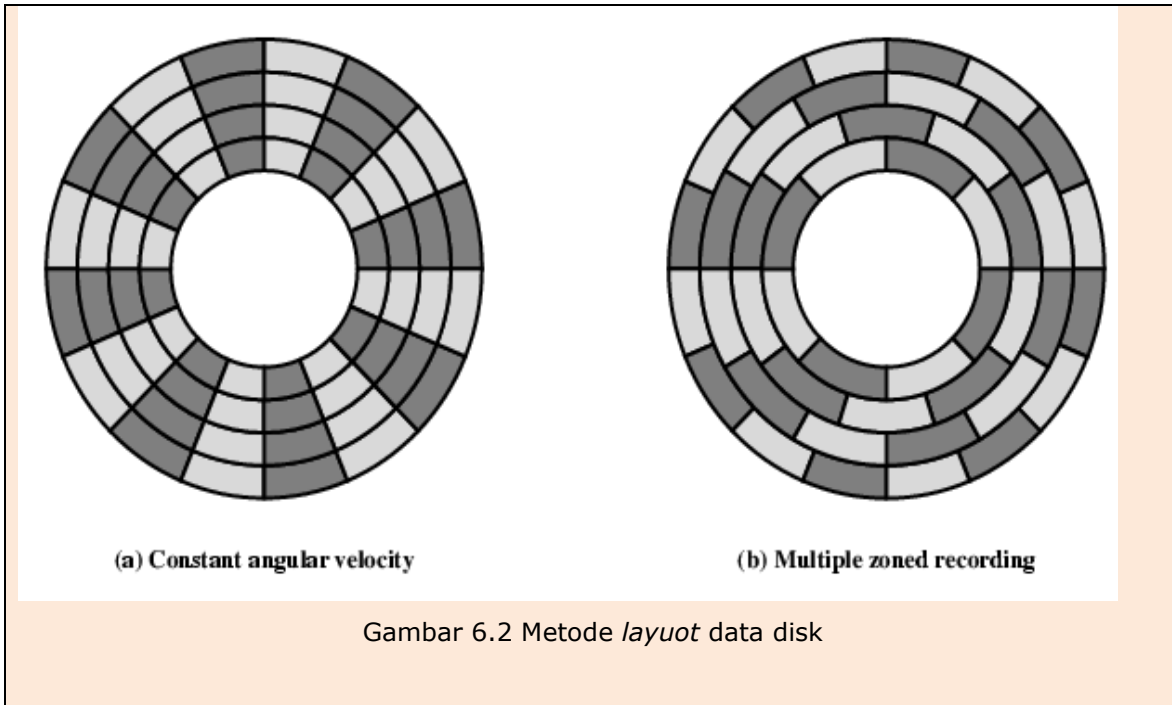 (a) Constant angular velocity
(b) Multiple zoned recording
Gambar 6.2 Metode layuot data disk